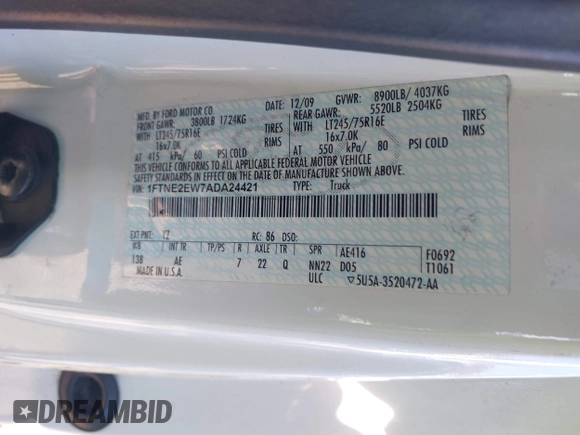 MFD. BY FORD MOTOR CO.
DATE: 12/09 GVWR: 8900LB/ 4037KG
FRONT GAWR: 3800LB 1724KG REAR GAWR: 5520LB 2504KG
WITH LT245/75R16E TIRES WITH LT245/75R16E TIRES
16x7.0K RIMS 16x7.0K RIMS
AT 415 kPa/ 60 PSI COLD AT 550 kPa/ 80 PSI COLD
THIS VEHICLE CONFORMS TO ALL APPLICABLE FEDERAL MOTOR VEHICLE
SAFETY STANDARDS IN EFFECT ON THE DATE OF MANUFACTURE SHOWN ABOVE.
VIN: 1FTNE2EW7ADA24421 TYPE: Truck
EXT PNT: YZ RC: 86 DSO:
WB INT TR TP/PS R AXLE TR SPR AE416 F0692
138 AE 7 22 Q NN22 D05 T1061
MADE IN U.S.A. ULC ▽5U5A-3520472-AA
DREAMBID